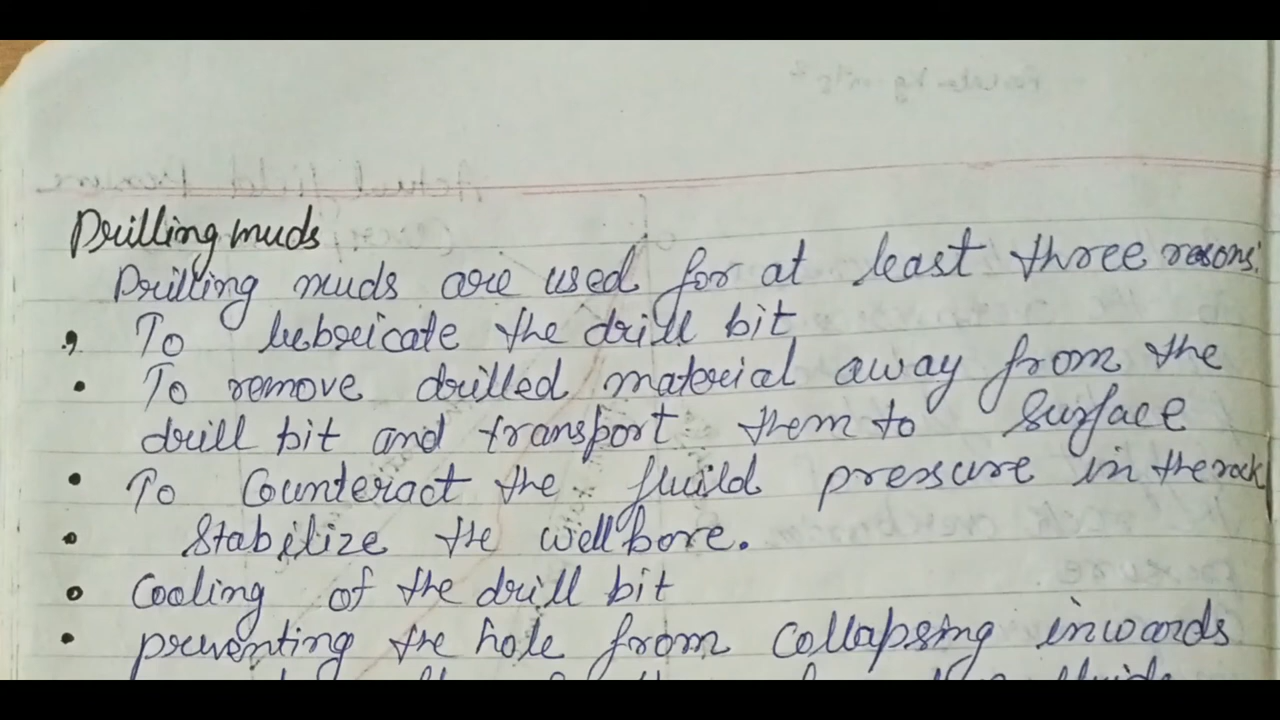 Drilling muds
Drilling muds are used for at least three reasons:
• To lubricate the drill bit
• To remove drilled material away from the
drill bit and transport them to surface
• To Counteract the fluid pressure in the rock
• Stabilize the wellbore.
• Cooling of the drill bit
• preventing the hole from collapsing inwards